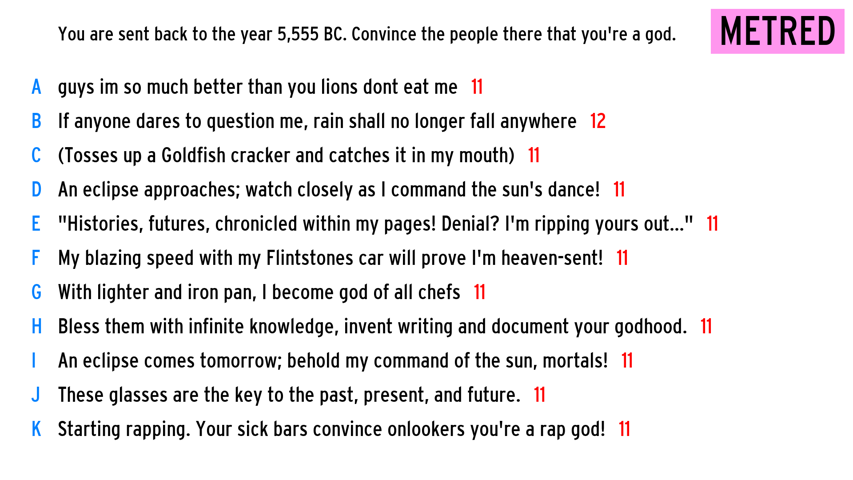 You are sent back to the year 5,555 BC. Convince the people there that you're a god.
METRED
A guys im so much better than you lions dont eat me 11
B If anyone dares to question me, rain shall no longer fall anywhere 12
C (Tosses up a Goldfish cracker and catches it in my mouth) 11
D An eclipse approaches; watch closely as I command the sun's dance! 11
E "Histories, futures, chronicled within my pages! Denial? I'm ripping yours out..." 11
F My blazing speed with my Flintstones car will prove I'm heaven-sent! 11
G With lighter and iron pan, I become god of all chefs 11
H Bless them with infinite knowledge, invent writing and document your godhood. 11
I An eclipse comes tomorrow; behold my command of the sun, mortals! 11
J These glasses are the key to the past, present, and future. 11
K Starting rapping. Your sick bars convince onlookers you're a rap god! 11